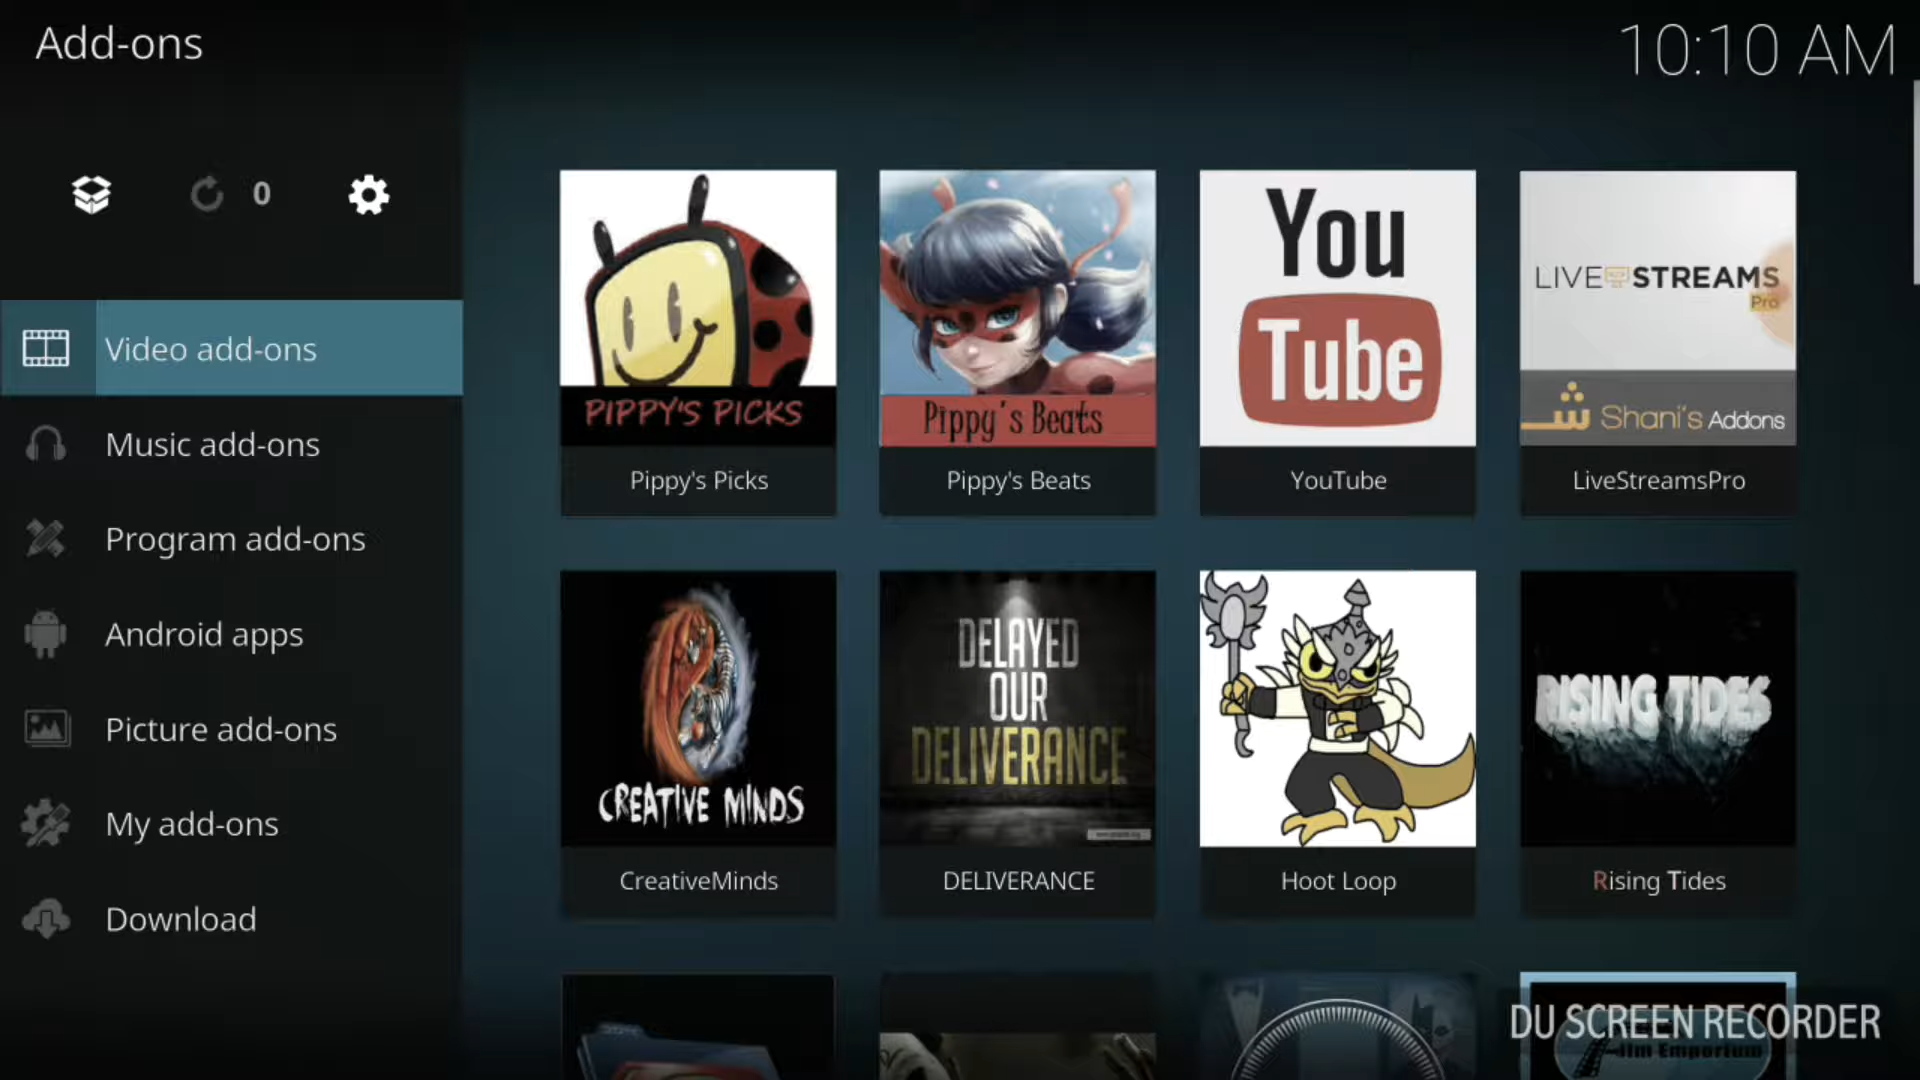 Add-ons
10:10 AM
0
Video add-ons
Music add-ons
Program add-ons
Android apps
Picture add-ons
My add-ons
Download
PIPPY'S PICKS
Pippy's Picks
Pippy's Beats
Pippy's Beats
You
Tube
YouTube
LIVE STREAMS
Pro
ش Shani's Addons
LiveStreamsPro
CREATIVE MINDS
CreativeMinds
DELAYED
OUR
DELIVERANCE
DELIVERANCE
Hoot Loop
RISING TIDES
Rising Tides
DU SCREEN RECORDER
Emporium